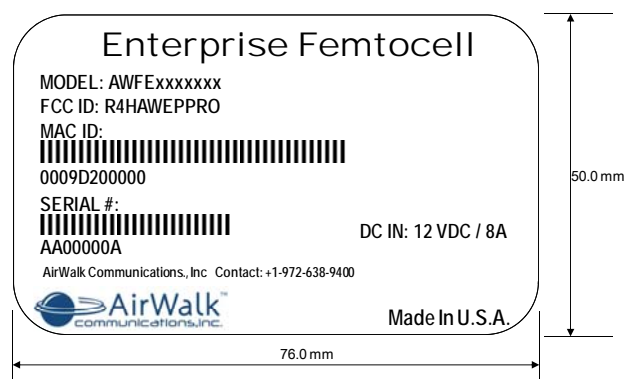 Enterprise Femtocell
MODEL: AWFExxxxxxx
FCC ID: R4HAWEPPRO
MAC ID:
0009D200000
50.0 mm
SERIAL #:
DC IN: 12 VDC / 8A
AA00000A
AirWalk Communications., Inc Contact: +1-972-638-9400
AirWalk™
communications,inc.
Made In U.S.A.
76.0 mm